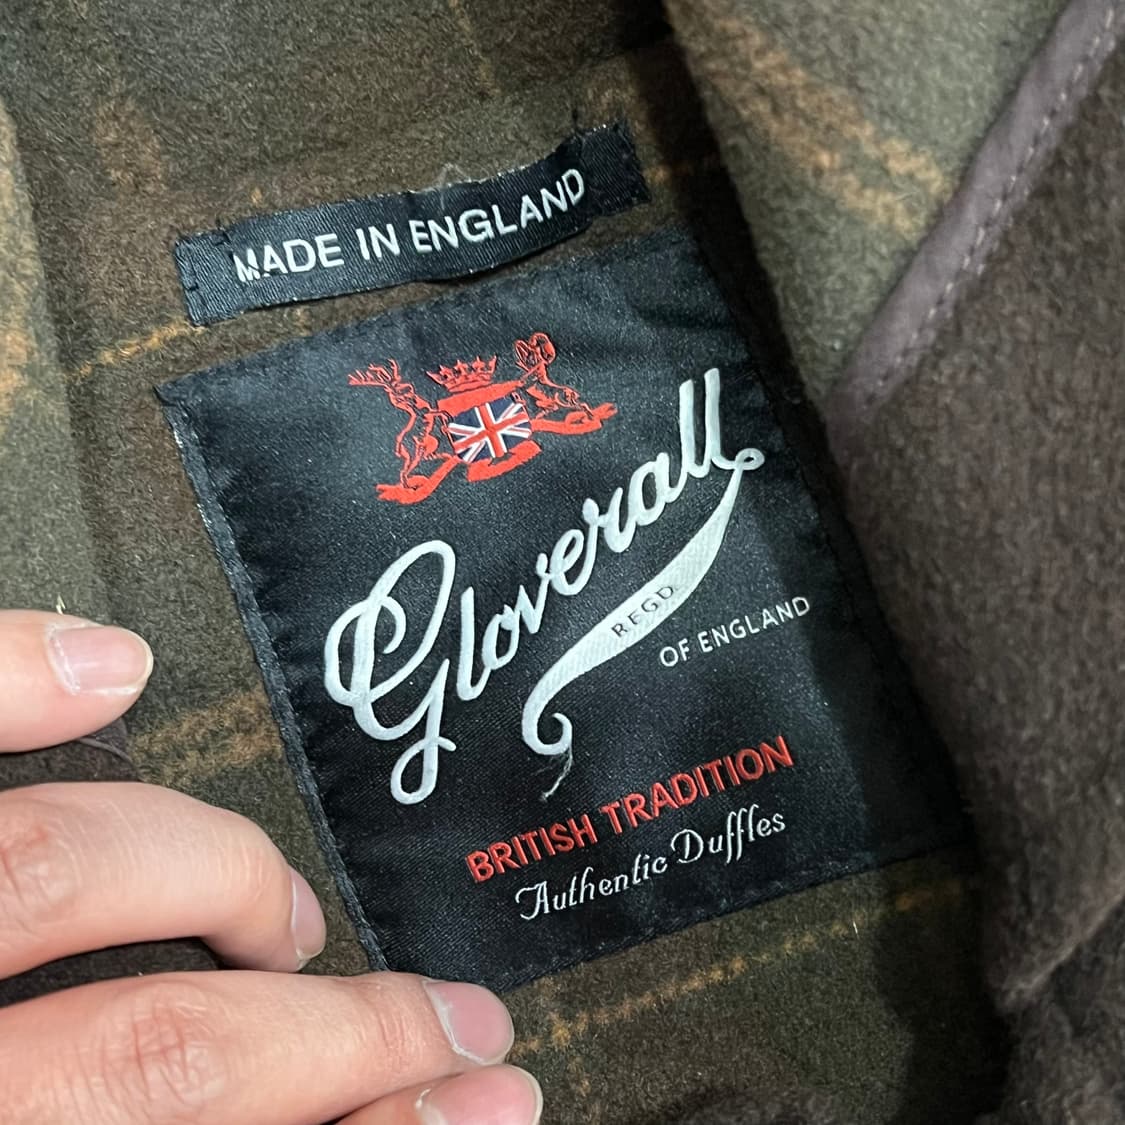 MADE IN ENGLAND
Gloverall
REGD
OF ENGLAND
BRITISH TRADITION
Authentic Duffles